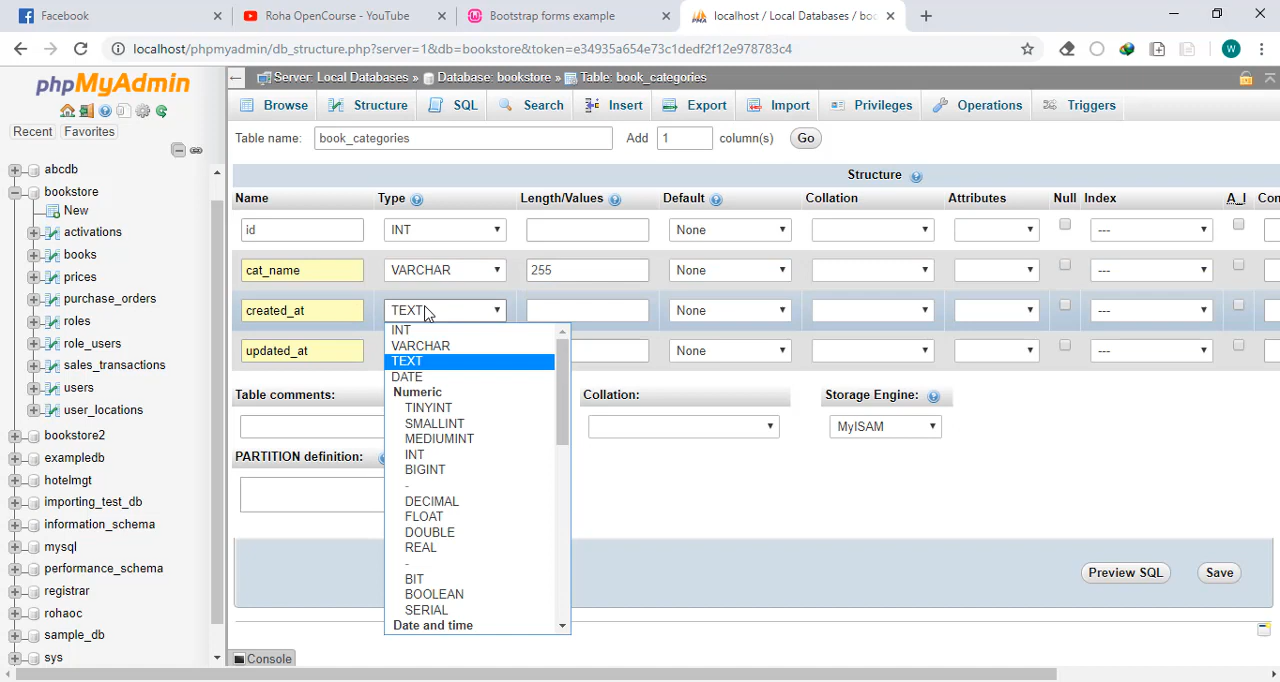 Facebook
Roha OpenCourse - YouTube
Bootstrap forms example
localhost / Local Databases / bo
localhost/phpmyadmin/db_structure.php?server=1&db=bookstore&token=e34935a654e73c1dedf2f12e978783c4
W
phpMyAdmin
Server: Local Databases » Database: bookstore » Table: book_categories
Browse Structure SQL Search Insert Export Import Privileges Operations Triggers
Recent Favorites
abcdb
bookstore
New
activations
books
prices
purchase_orders
roles
role_users
sales_transactions
users
user_locations
bookstore2
exampledb
hotelmgt
importing_test_db
information_schema
mysql
performance_schema
registrar
rohaoc
sample_db
sys
Table name: book_categories Add 1 column(s) Go
Structure
Name Type Length/Values Default Collation Attributes Null Index A_I Con
id INT None ---
cat_name VARCHAR 255 None ---
created_at TEXT None ---
updated_at None ---
INT
VARCHAR
TEXT
DATE
Numeric
TINYINT
SMALLINT
MEDIUMINT
INT
BIGINT
-
DECIMAL
FLOAT
DOUBLE
REAL
-
BIT
BOOLEAN
SERIAL
Date and time
Table comments: Collation: Storage Engine:
MyISAM
PARTITION definition:
Preview SQL Save
Console